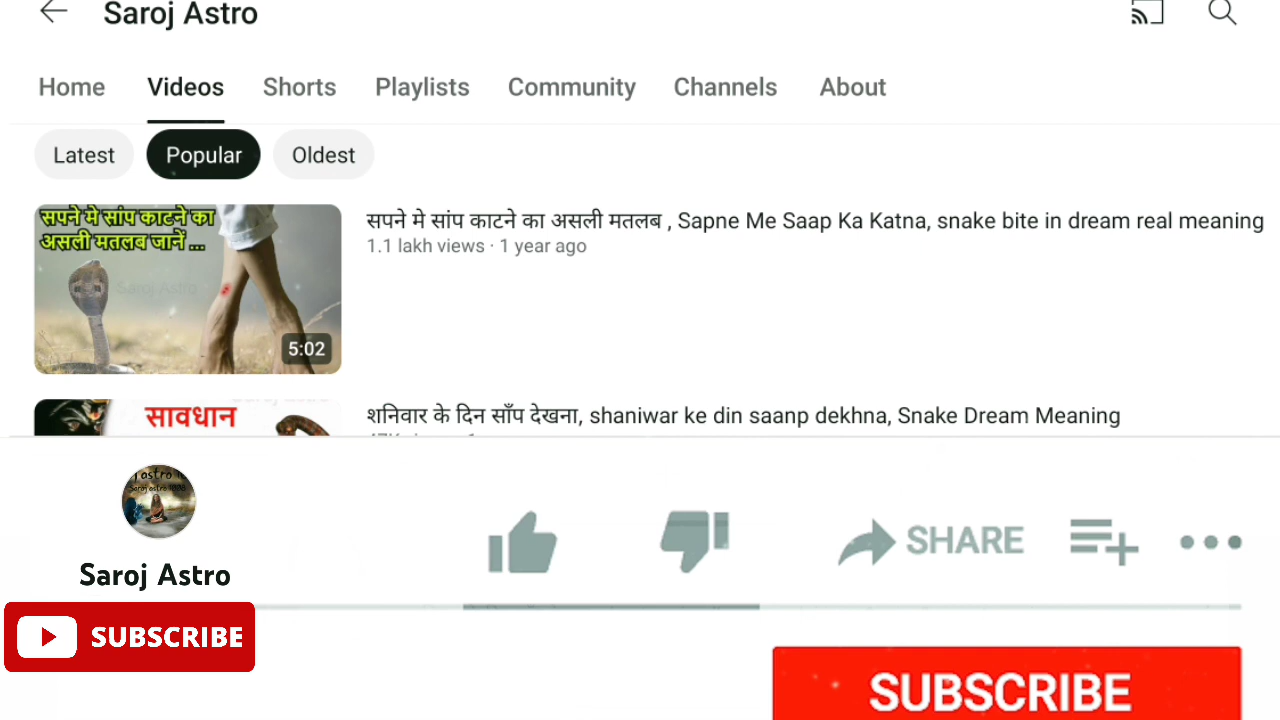 Saroj Astro
Home Videos Shorts Playlists Community Channels About
Latest Popular Oldest
सपने मे सांप काटने का
असली मतलब जानें ...
Saroj Astro
5:02
सपने मे सांप काटने का असली मतलब , Sapne Me Saap Ka Katna, snake bite in dream real meaning
1.1 lakh views · 1 year ago
सावधान
शनिवार के दिन साँप देखना, shaniwar ke din saanp dekhna, Snake Dream Meaning
Saroj Astro
SHARE
SUBSCRIBE
SUBSCRIBE